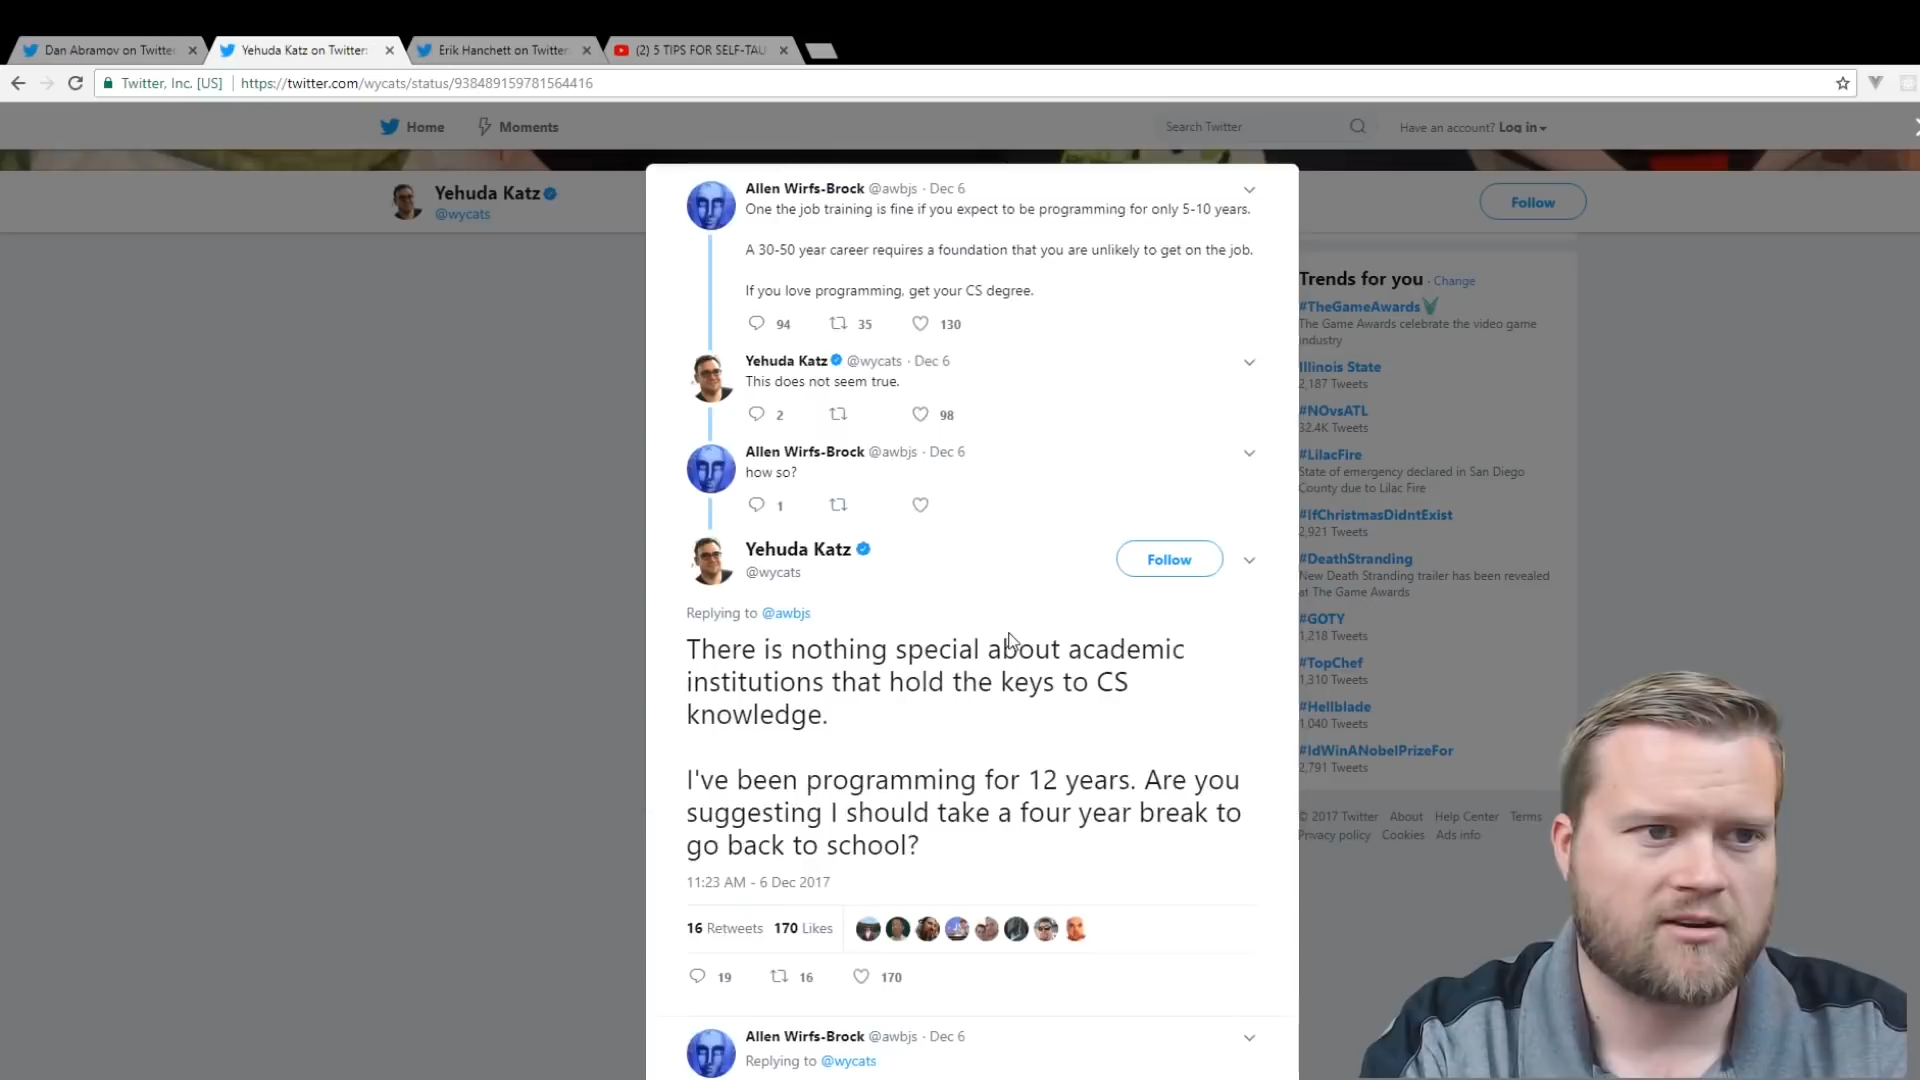 Dan Abramov on Twitte
Yehuda Katz on Twitter:
Erik Hanchett on Twitter
(2) 5 TIPS FOR SELF-TAU
Twitter, Inc. [US]
https://twitter.com/wycats/status/938489159781564416
Home
Moments
Search Twitter
Have an account? Log in
Yehuda Katz
@wycats
Follow
Allen Wirfs-Brock @awbjs · Dec 6
One the job training is fine if you expect to be programming for only 5-10 years.
A 30-50 year career requires a foundation that you are unlikely to get on the job.
If you love programming, get your CS degree.
94 35 130
Yehuda Katz @wycats · Dec 6
This does not seem true.
2 98
Allen Wirfs-Brock @awbjs · Dec 6
how so?
1
Yehuda Katz
@wycats
Follow
Replying to @awbjs
There is nothing special about academic
institutions that hold the keys to CS
knowledge.
I've been programming for 12 years. Are you
suggesting I should take a four year break to
go back to school?
11:23 AM - 6 Dec 2017
16 Retweets 170 Likes
19 16 170
Allen Wirfs-Brock @awbjs · Dec 6
Replying to @wycats
Trends for you · Change
#TheGameAwards
The Game Awards celebrate the video game
industry
Illinois State
2,187 Tweets
#NOvsATL
32.4K Tweets
#LilacFire
State of emergency declared in San Diego
County due to Lilac Fire
#IfChristmasDidntExist
2,921 Tweets
#DeathStranding
New Death Stranding trailer has been revealed
at The Game Awards
#GOTY
1,218 Tweets
#TopChef
1,310 Tweets
#Hellblade
1,040 Tweets
#IdWinANobelPrizeFor
2,791 Tweets
© 2017 Twitter About Help Center Terms
Privacy policy Cookies Ads info